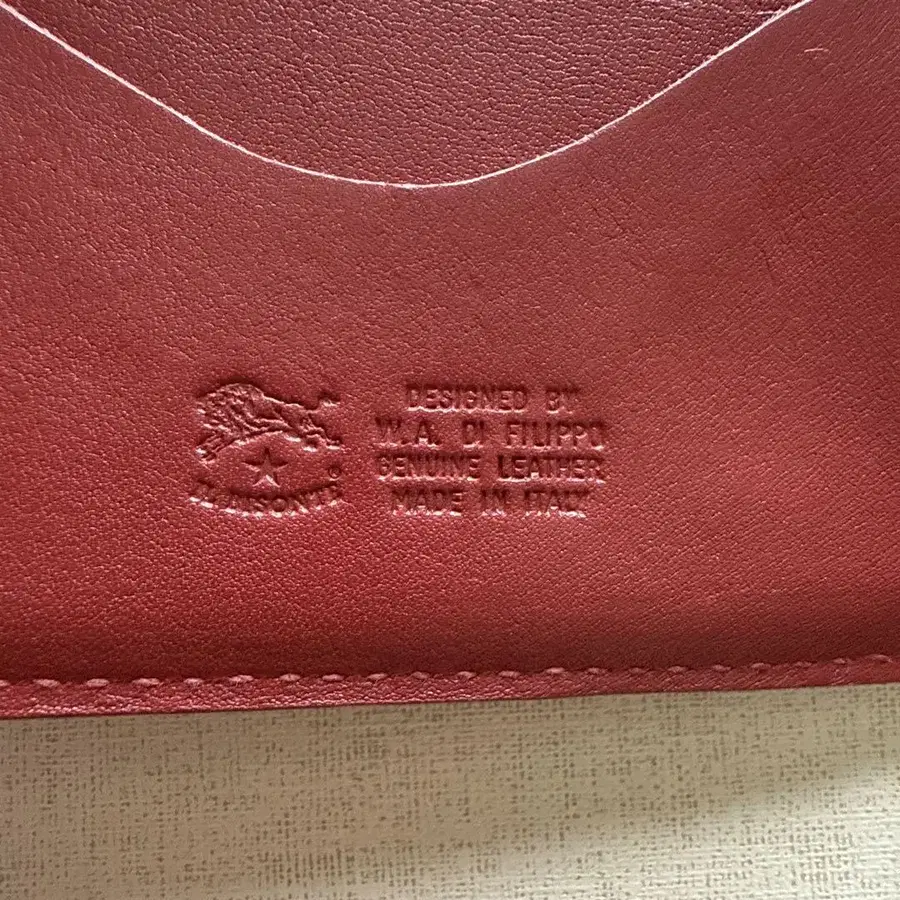 IL BISONTE ®
DESIGNED BY
W.A. DI FILIPPO
GENUINE LEATHER
MADE IN ITALY